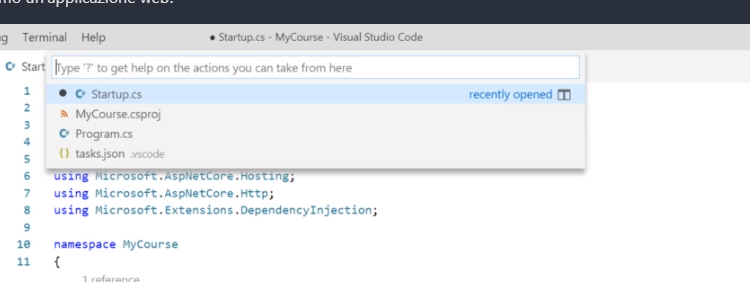 un'applicazione web.
Terminal Help ● Startup.cs - MyCourse - Visual Studio Code
Start
Type '?' to get help on the actions you can take from here
Startup.cs recently opened
MyCourse.csproj
Program.cs
tasks.json .vscode
1
2
3
4
5
6 using Microsoft.AspNetCore.Hosting;
7 using Microsoft.AspNetCore.Http;
8 using Microsoft.Extensions.DependencyInjection;
9
10 namespace MyCourse
11 {
1 reference